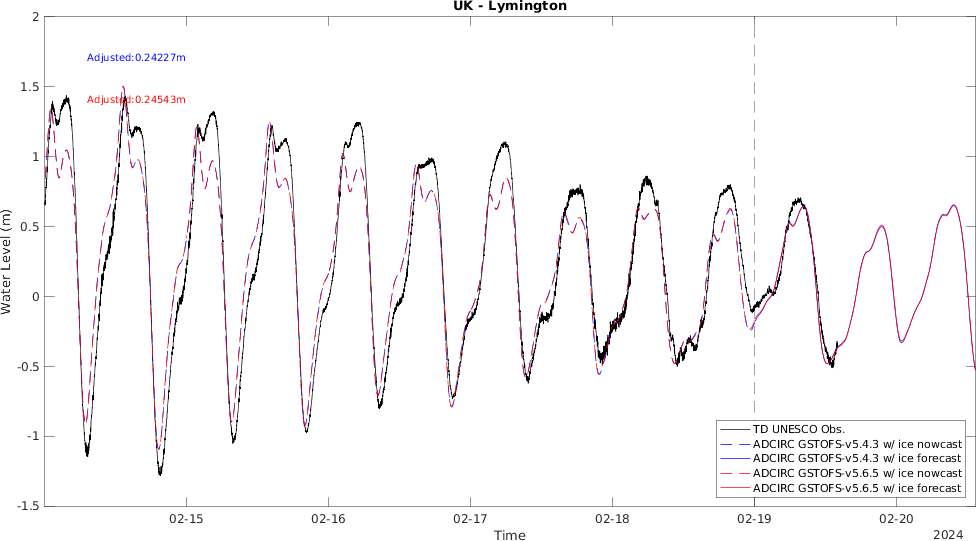 UK - Lymington
2
1.5
1
0.5
0
-0.5
-1
-1.5
Water Level (m)
Adjusted:0.24227m
Adjusted:0.24543m
TD UNESCO Obs.
ADCIRC GSTOFS-v5.4.3 w/ ice nowcast
ADCIRC GSTOFS-v5.4.3 w/ ice forecast
ADCIRC GSTOFS-v5.6.5 w/ ice nowcast
ADCIRC GSTOFS-v5.6.5 w/ ice forecast
02-15 02-16 02-17 02-18 02-19 02-20
Time
2024